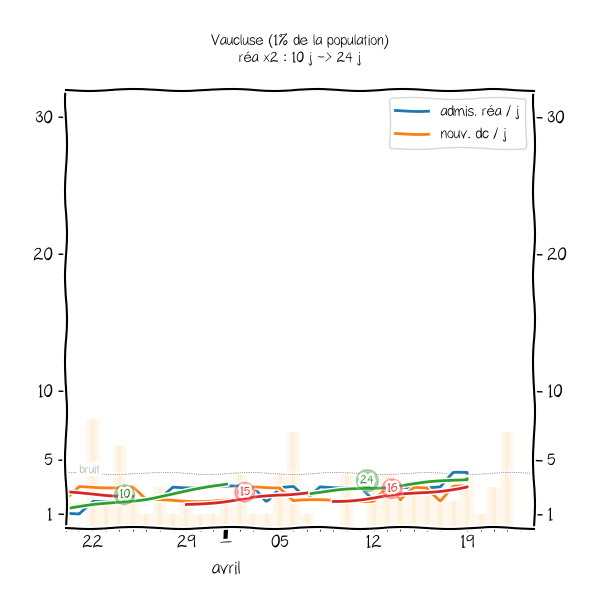 Vaucluse (1% de la population)
réa x2 : 10 j -> 24 j
admis. réa / j
nouv. dc / j
30 30
20 20
10 10
5 5
1 1
bruit
10 15 24 16
22 29 1 05 12 19
avril